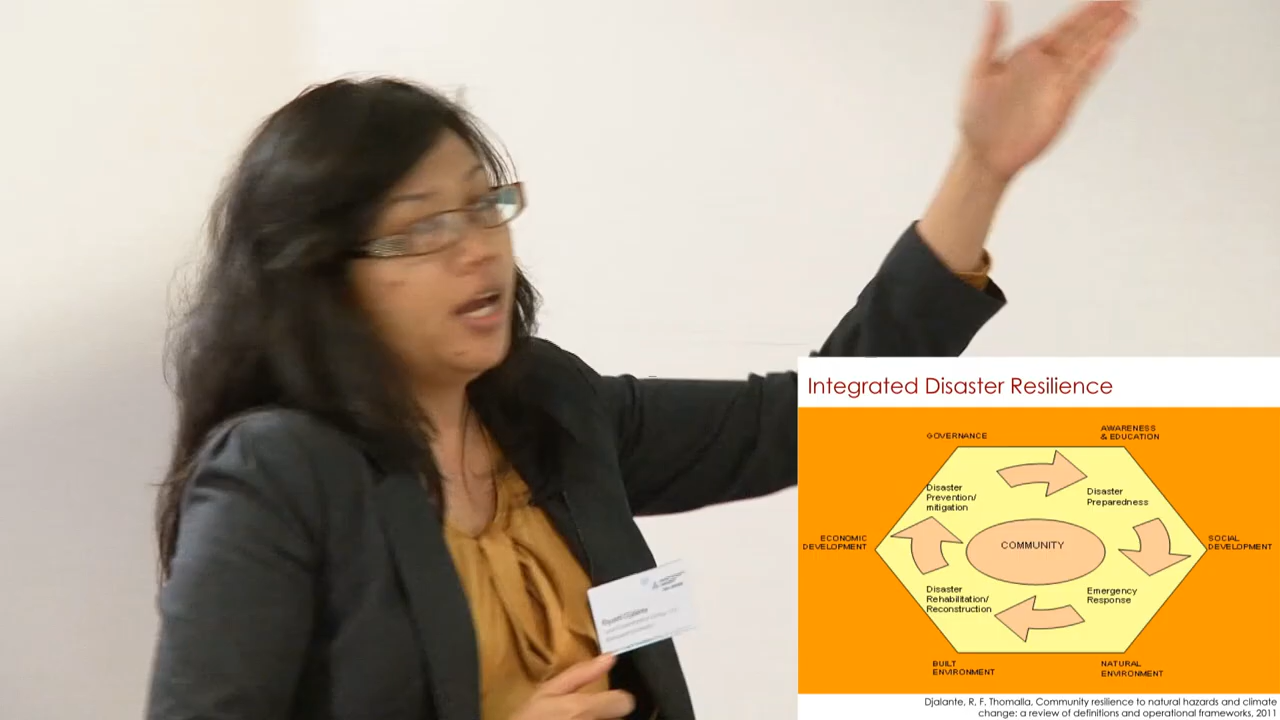 Integrated Disaster Resilience
GOVERNANCE
AWARENESS
& EDUCATION
Disaster
Prevention/
mitigation
Disaster
Preparedness
ECONOMIC
DEVELOPMENT
COMMUNITY
SOCIAL
DEVELOPMENT
Disaster
Rehabilitation/
Reconstruction
Emergency
Response
BUILT
ENVIRONMENT
NATURAL
ENVIRONMENT
Djalante, R, F. Thomalla, Community resilience to natural hazards and climate
change: a review of definitions and operational frameworks, 2011